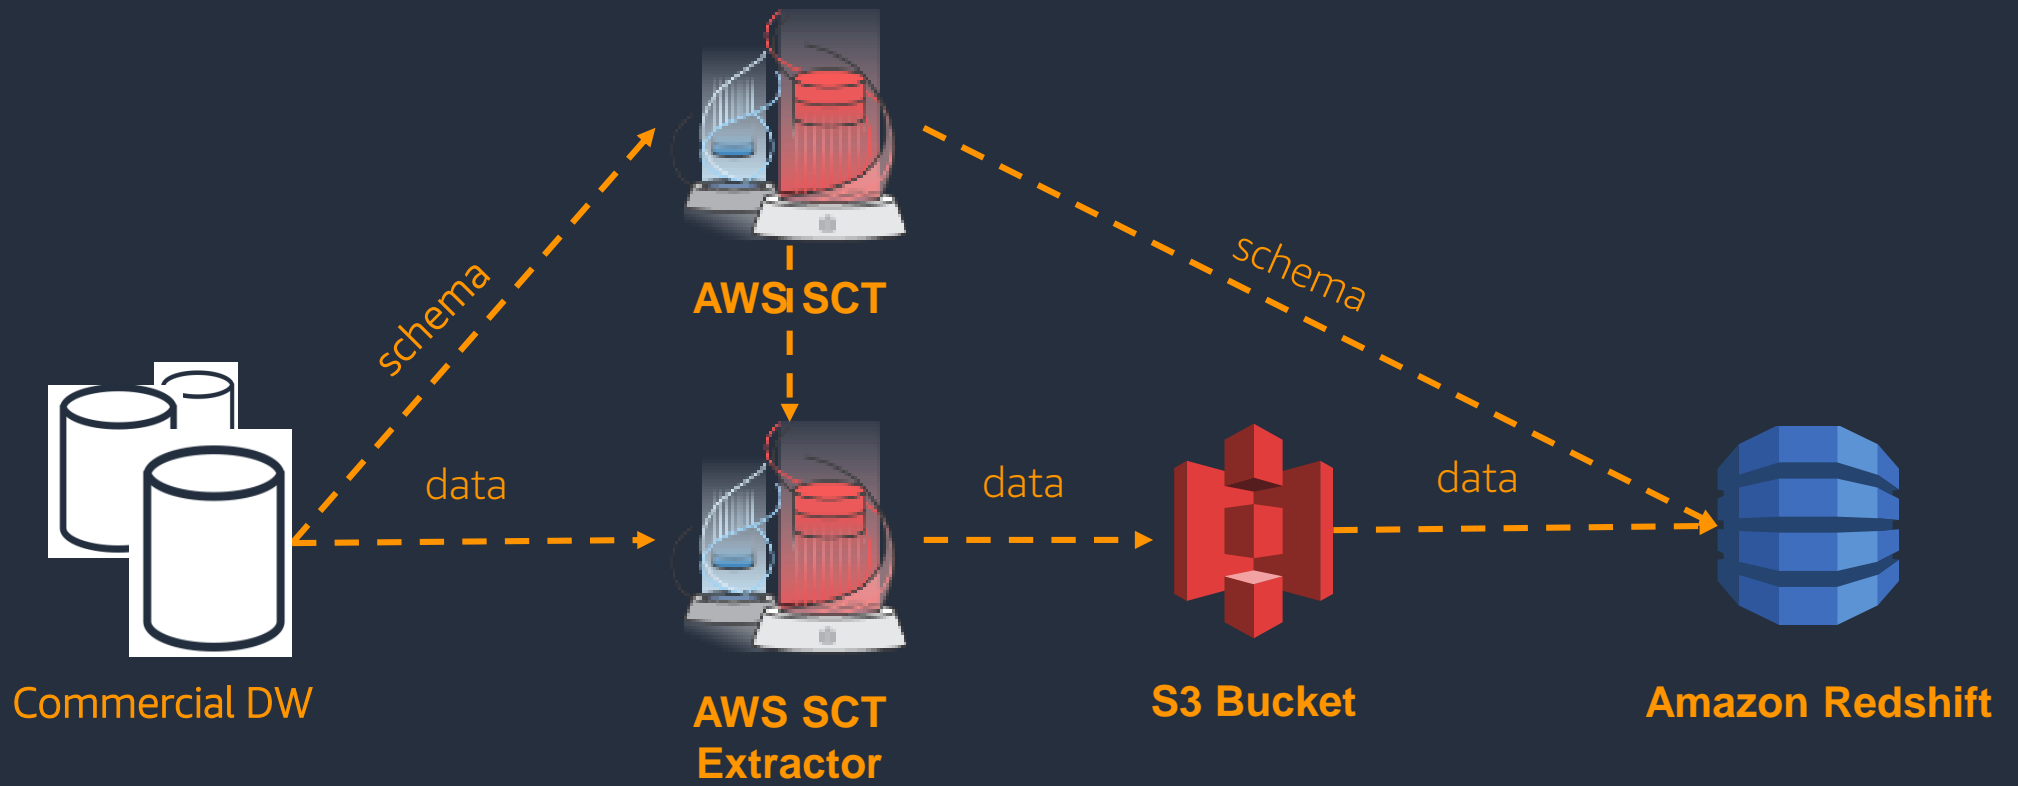 schema
AWS SCT
schema
data
data
data
Commercial DW
AWS SCT
Extractor
S3 Bucket
Amazon Redshift